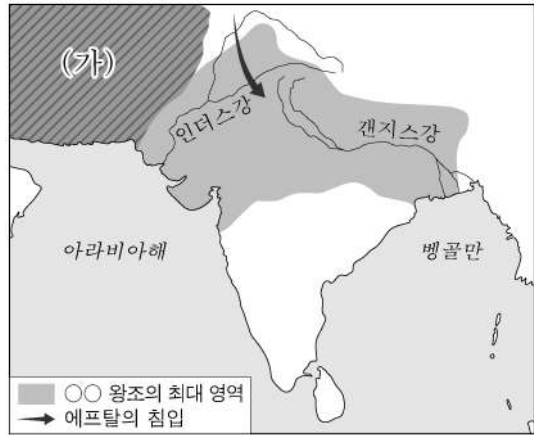 (가)
인더스강
갠지스강
아라비아해
벵골만
○○ 왕조의 최대 영역
에프탈의 침입